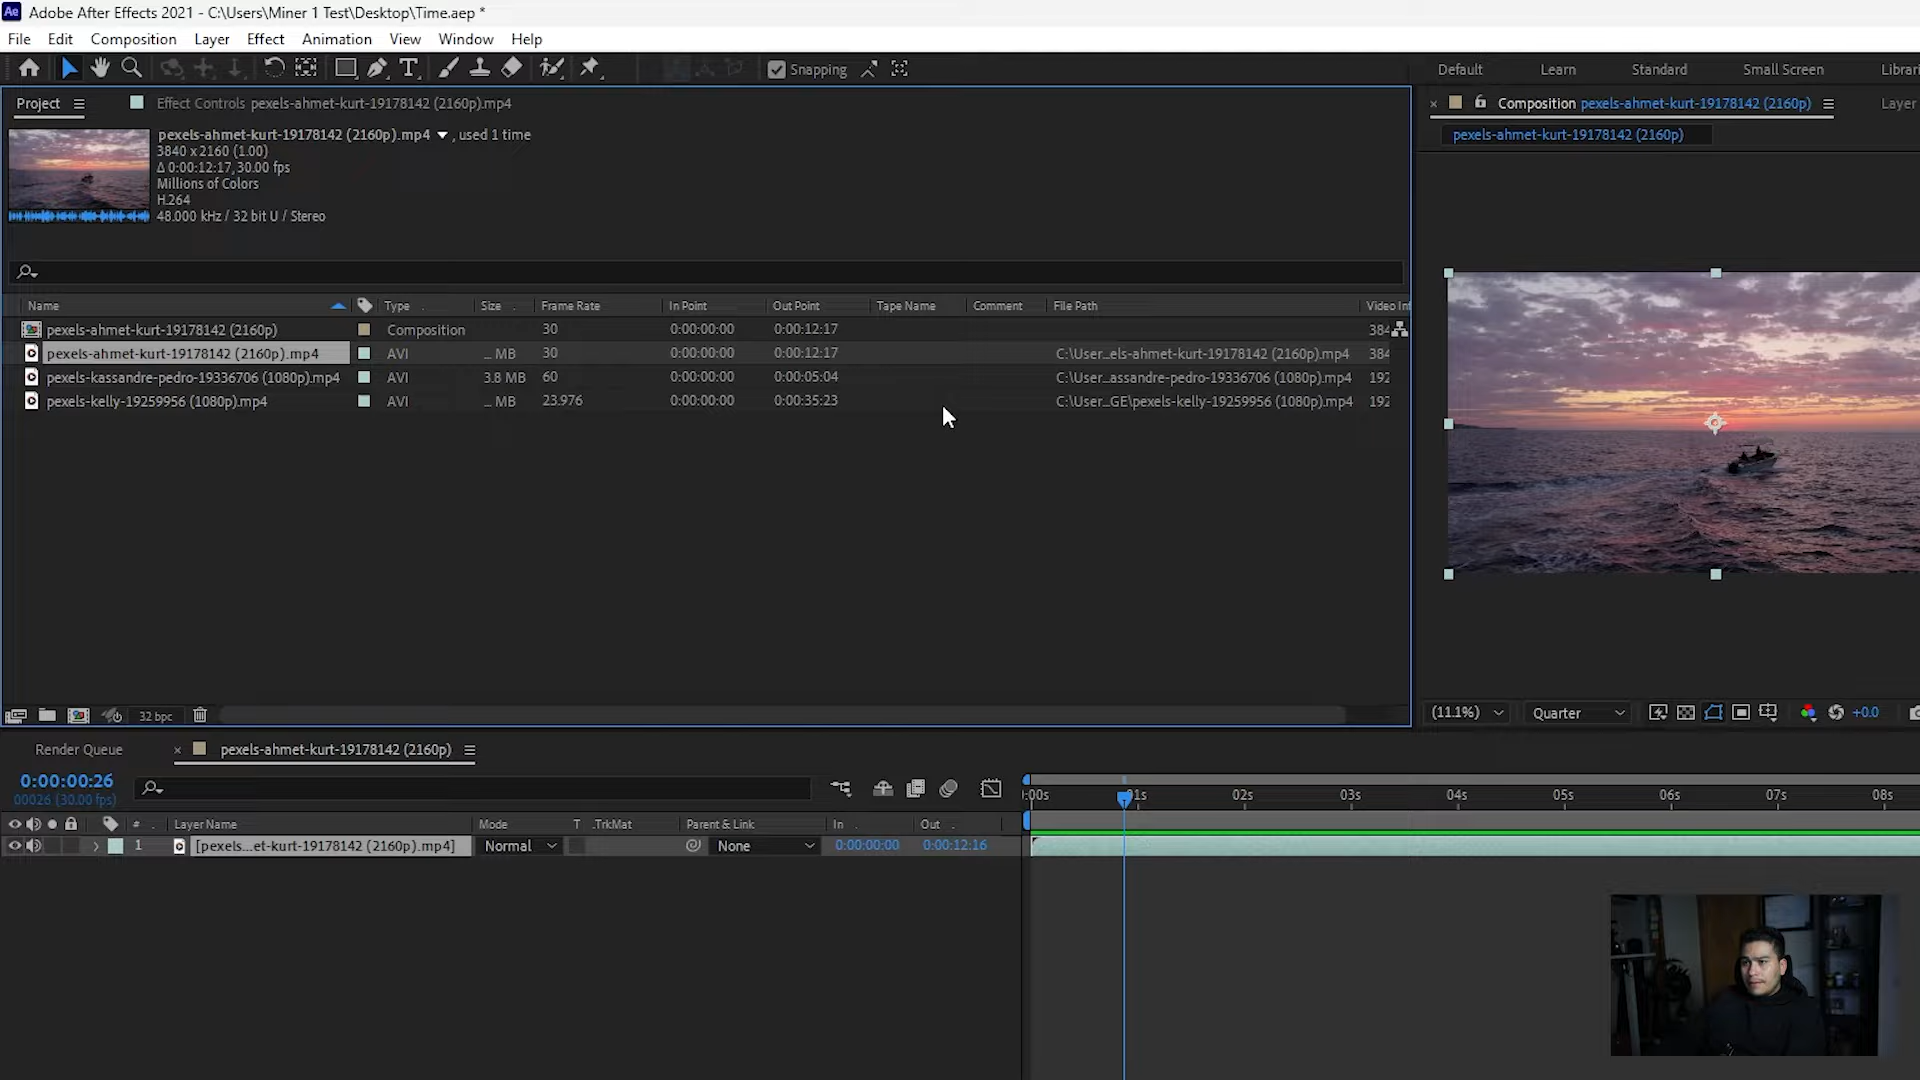 Ae Adobe After Effects 2021 - C:\Users\Miner 1 Test\Desktop\Time.aep *
File Edit Composition Layer Effect Animation View Window Help
T Snapping Default Learn Standard Small Screen Librari
Project Effect Controls pexels-ahmet-kurt-19178142 (2160p).mp4
× Composition pexels-ahmet-kurt-19178142 (2160p) Layer
pexels-ahmet-kurt-19178142 (2160p)
pexels-ahmet-kurt-19178142 (2160p).mp4 , used 1 time
3840 x 2160 (1.00)
Δ 0:00:12:17, 30.00 fps
Millions of Colors
H.264
48.000 kHz / 32 bit U / Stereo
Name Type Size Frame Rate In Point Out Point Tape Name Comment File Path Video Inf
pexels-ahmet-kurt-19178142 (2160p) Composition 30 0:00:00:00 0:00:12:17 384
pexels-ahmet-kurt-19178142 (2160p).mp4 AVI ... MB 30 0:00:00:00 0:00:12:17 C:\User...els-ahmet-kurt-19178142 (2160p).mp4 384
pexels-kassandre-pedro-19336706 (1080p).mp4 AVI 3.8 MB 60 0:00:00:00 0:00:05:04 C:\User...assandre-pedro-19336706 (1080p).mp4 192
pexels-kelly-19259956 (1080p).mp4 AVI ... MB 23.976 0:00:00:00 0:00:35:23 C:\User...GE\pexels-kelly-19259956 (1080p).mp4 192
32 bpc
(11.1%) Quarter +0.0
Render Queue × pexels-ahmet-kurt-19178142 (2160p)
0:00:00:26
00026 (30.00 fps)
:00s 01s 02s 03s 04s 05s 06s 07s 08s
# Layer Name Mode T .TrkMat Parent & Link In Out
1 [pexels...et-kurt-19178142 (2160p).mp4] Normal None 0:00:00:00 0:00:12:16